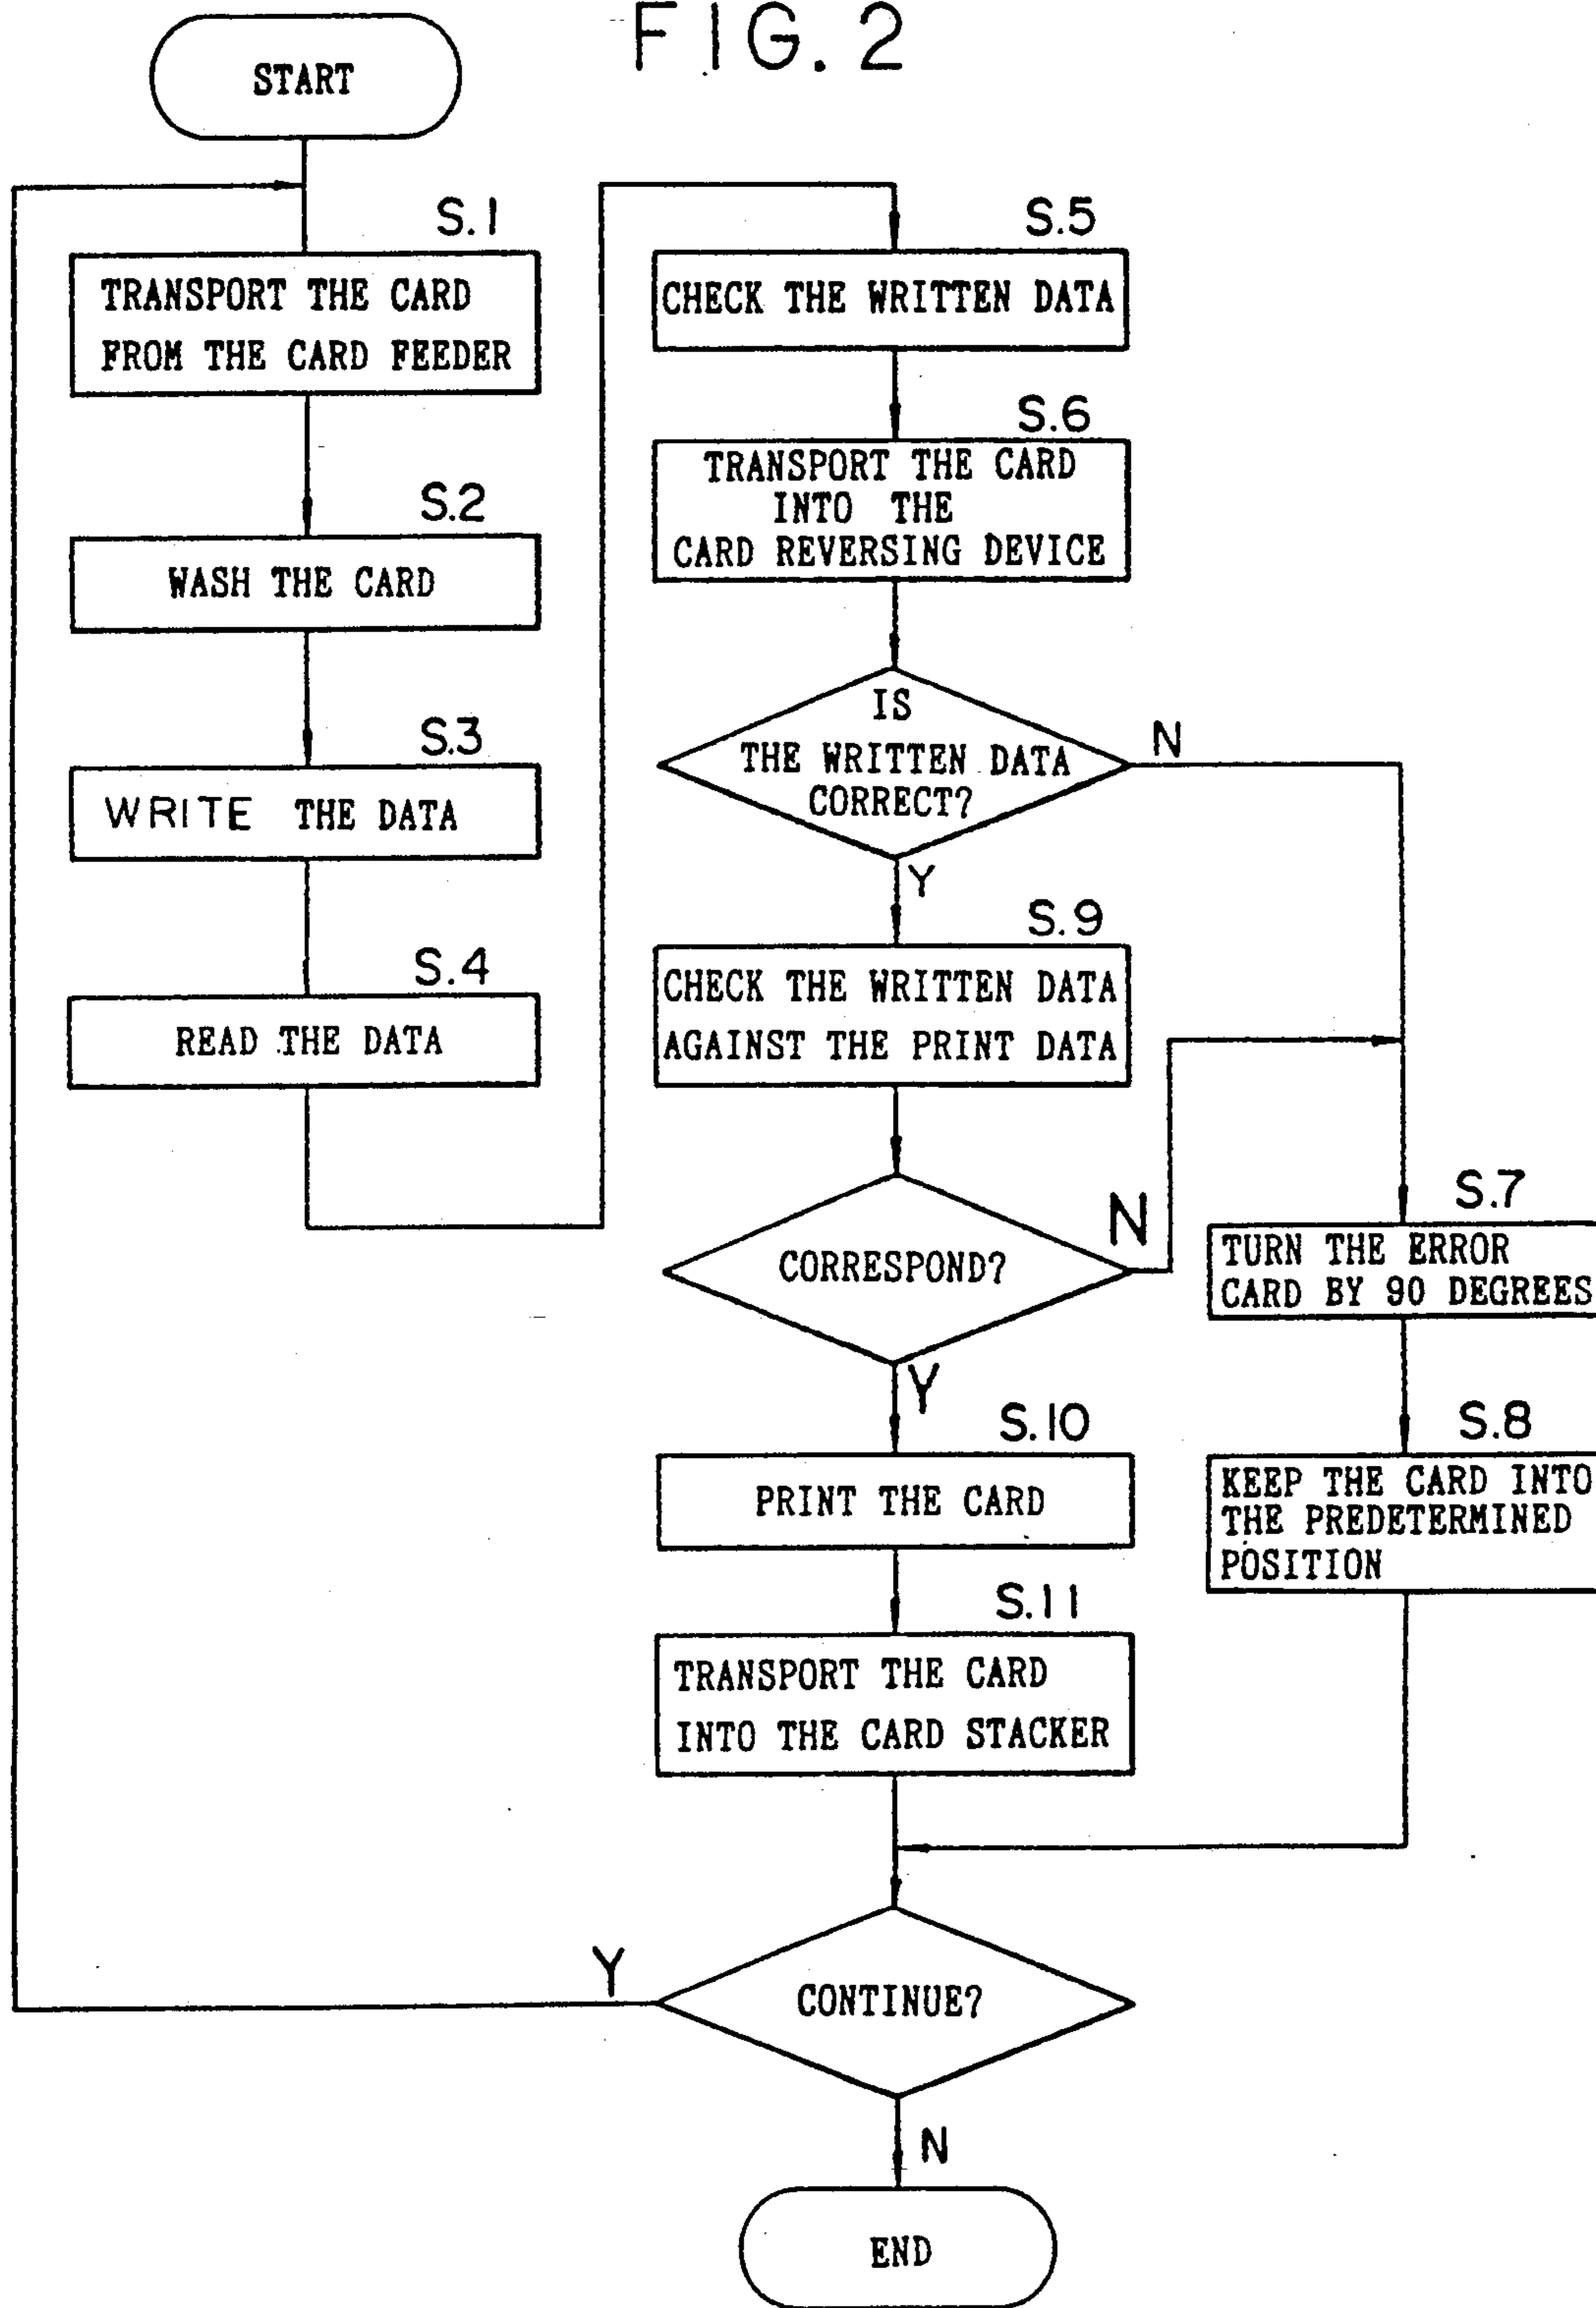 FIG. 2
START
S.1
TRANSPORT THE CARD
FROM THE CARD FEEDER
S.2
WASH THE CARD
S.3
WRITE THE DATA
S.4
READ THE DATA
S.5
CHECK THE WRITTEN DATA
S.6
TRANSPORT THE CARD
INTO THE
CARD REVERSING DEVICE
IS
THE WRITTEN DATA
CORRECT?
N
Y
S.9
CHECK THE WRITTEN DATA
AGAINST THE PRINT DATA
CORRESPOND?
N
Y
S.7
TURN THE ERROR
CARD BY 90 DEGREES
S.8
KEEP THE CARD INTO
THE PREDETERMINED
POSITION
S.10
PRINT THE CARD
S.11
TRANSPORT THE CARD
INTO THE CARD STACKER
CONTINUE?
Y
N
END